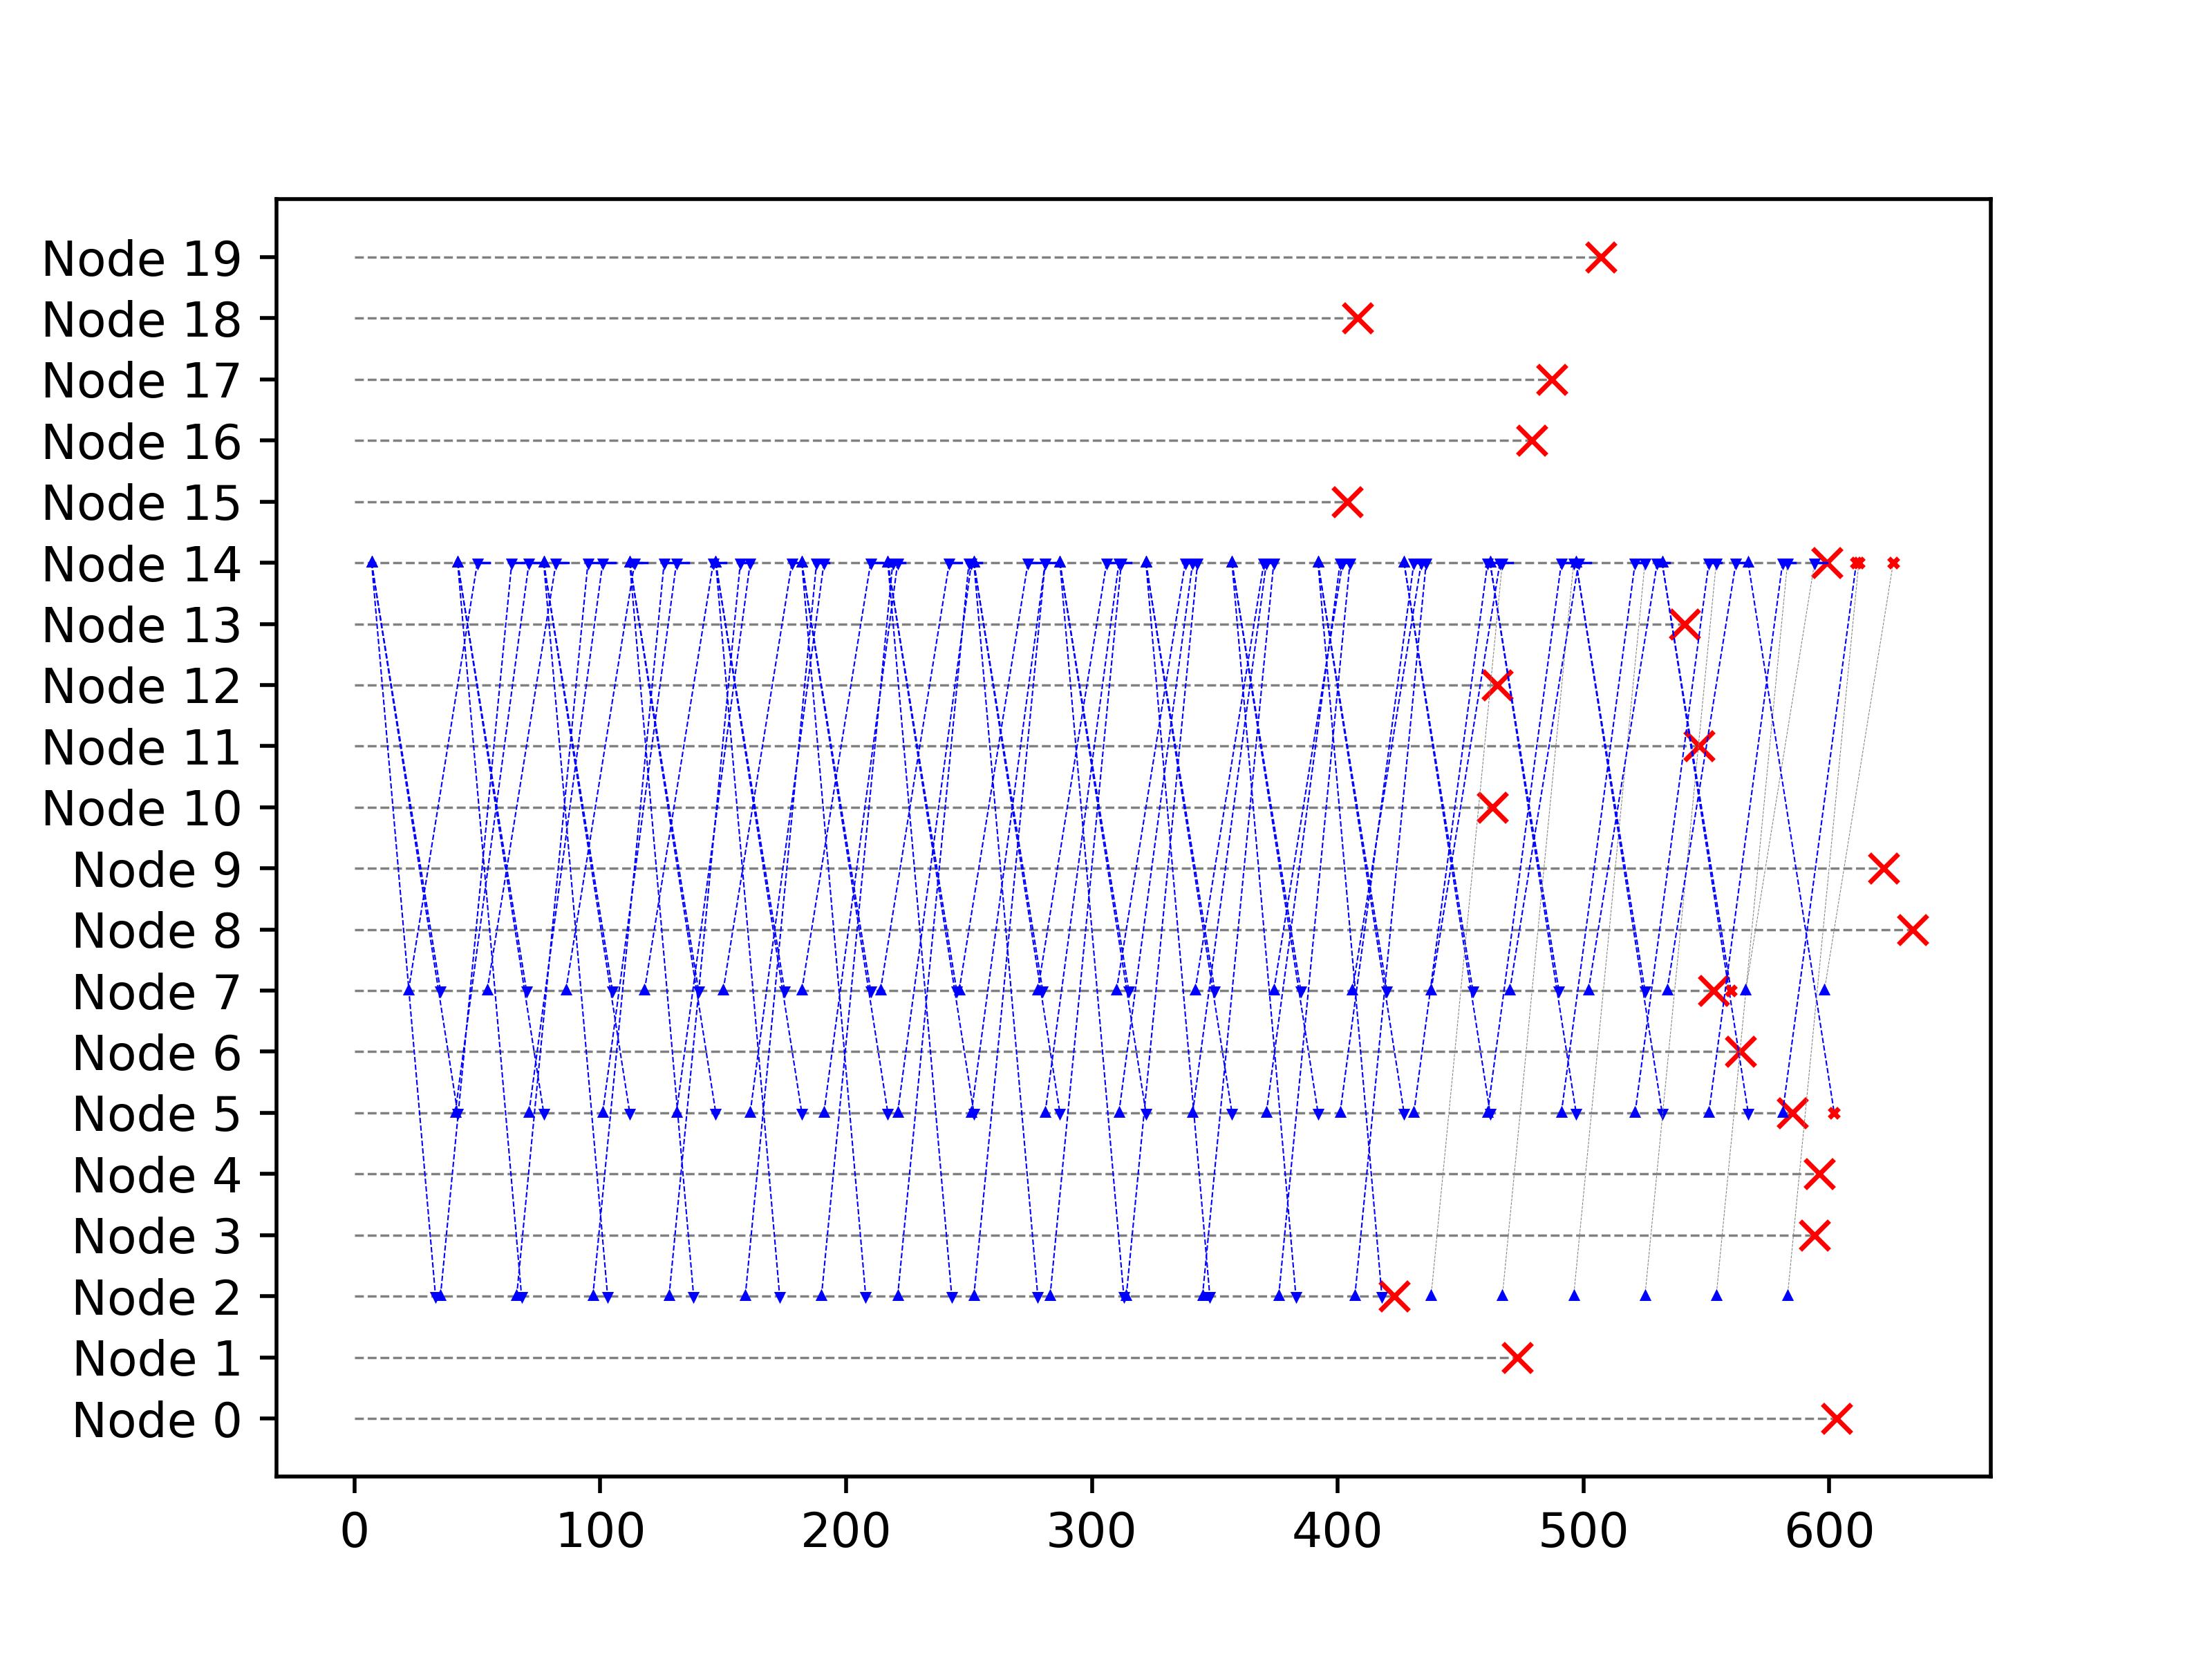 Node 19
Node 18
Node 17
Node 16
Node 15
Node 14
Node 13
Node 12
Node 11
Node 10
Node 9
Node 8
Node 7
Node 6
Node 5
Node 4
Node 3
Node 2
Node 1
Node 0
0 100 200 300 400 500 600